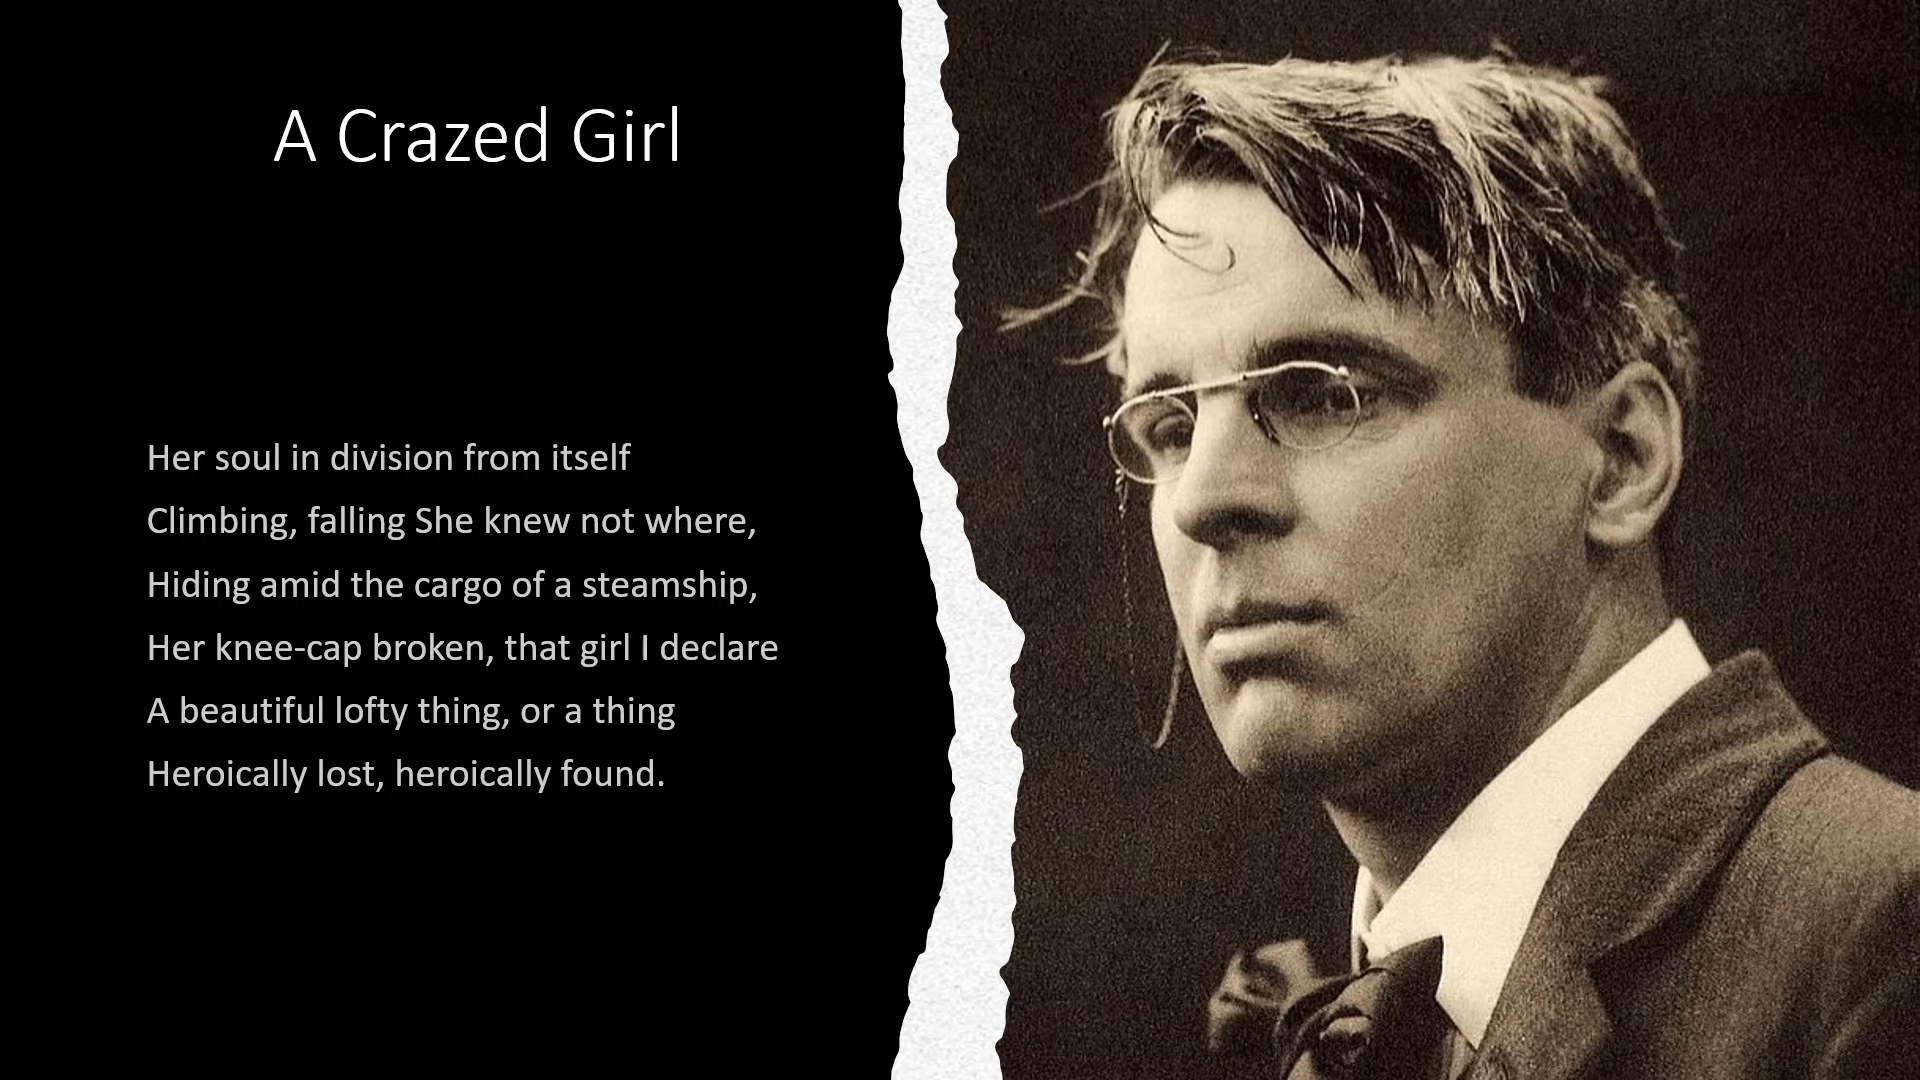 A Crazed Girl
Her soul in division from itself
Climbing, falling She knew not where,
Hiding amid the cargo of a steamship,
Her knee-cap broken, that girl I declare
A beautiful lofty thing, or a thing
Heroically lost, heroically found.